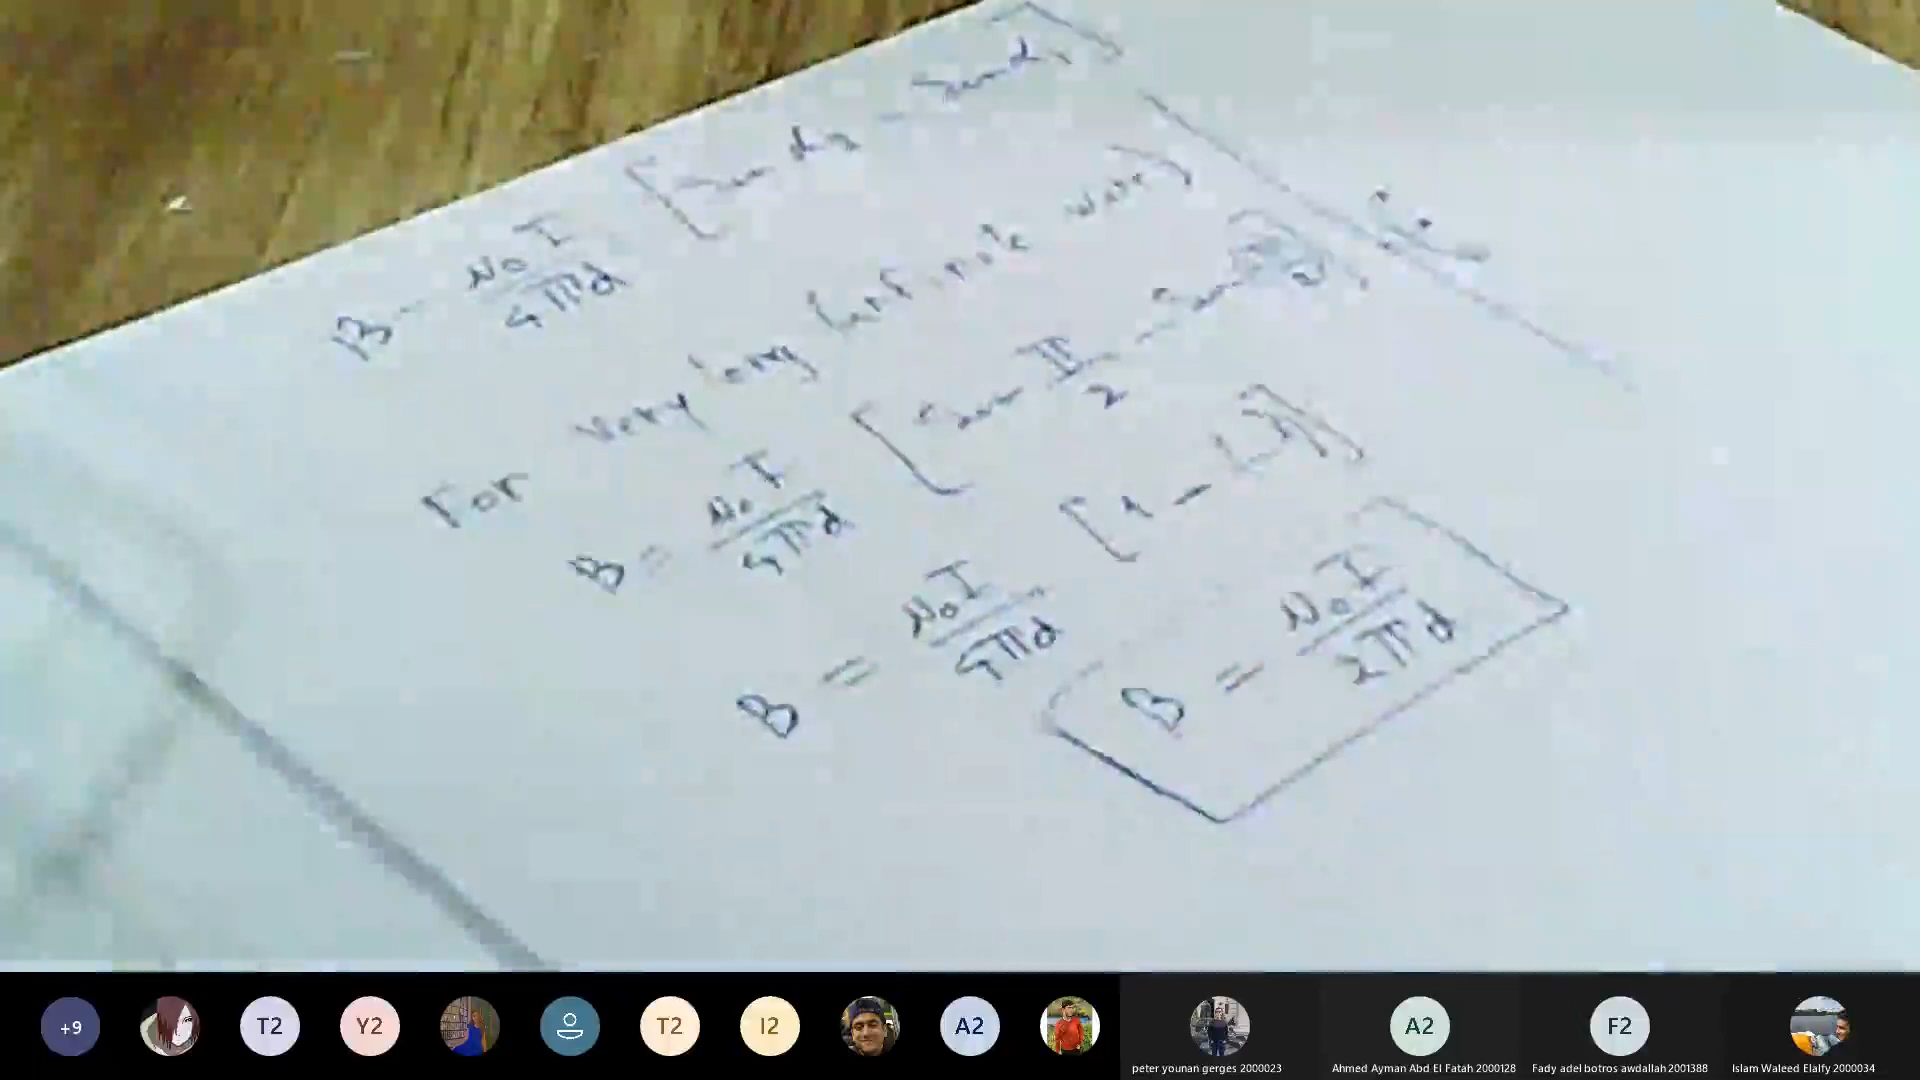 B = μ₀I/4πd [Sin α₂ - Sin α₁]
For very long (infinite wire)
B = μ₀I/4πd [Sin π/2 - Sin
B = μ₀I/4πd [1 - (-1)]
B = μ₀I/2πd
+9
T2
Y2
T2
I2
A2
A2
F2
peter younan gerges 2000023
Ahmed Ayman Abd El Fatah 2000128
Fady adel botros awdallah 2001388
Islam Waleed Elalfy 2000034